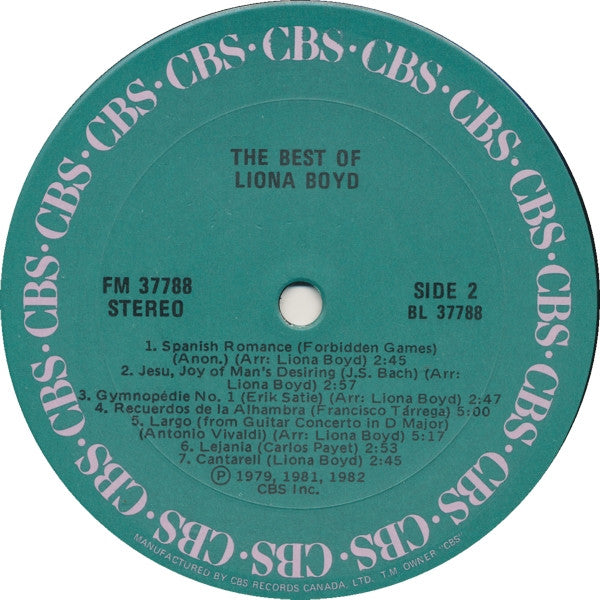 CBS · CBS · CBS · CBS · CBS · CBS · CBS · CBS · CBS · CBS · CBS · CBS · CBS · CBS · CBS · CBS · CBS · CBS
THE BEST OF
LIONA BOYD
FM 37788
STEREO
SIDE 2
BL 37788
1. Spanish Romance (Forbidden Games)
(Anon.) (Arr: Liona Boyd) 2:45
2. Jesu, Joy of Man's Desiring (J.S. Bach) (Arr:
Liona Boyd) 2:57
3. Gymnopédie No. 1 (Erik Satie) (Arr: Liona Boyd) 2:47
4. Recuerdos de la Alhambra (Francisco Tárrega) 5:00
5. Largo (from Guitar Concerto in D Major)
(Antonio Vivaldi) (Arr: Liona Boyd) 5:17
6. Lejania (Carlos Payet) 2:53
7. Cantarell (Liona Boyd) 2:45
Ⓟ 1979, 1981, 1982
CBS Inc.
MANUFACTURED BY CBS RECORDS CANADA, LTD. T.M. OWNER "CBS"